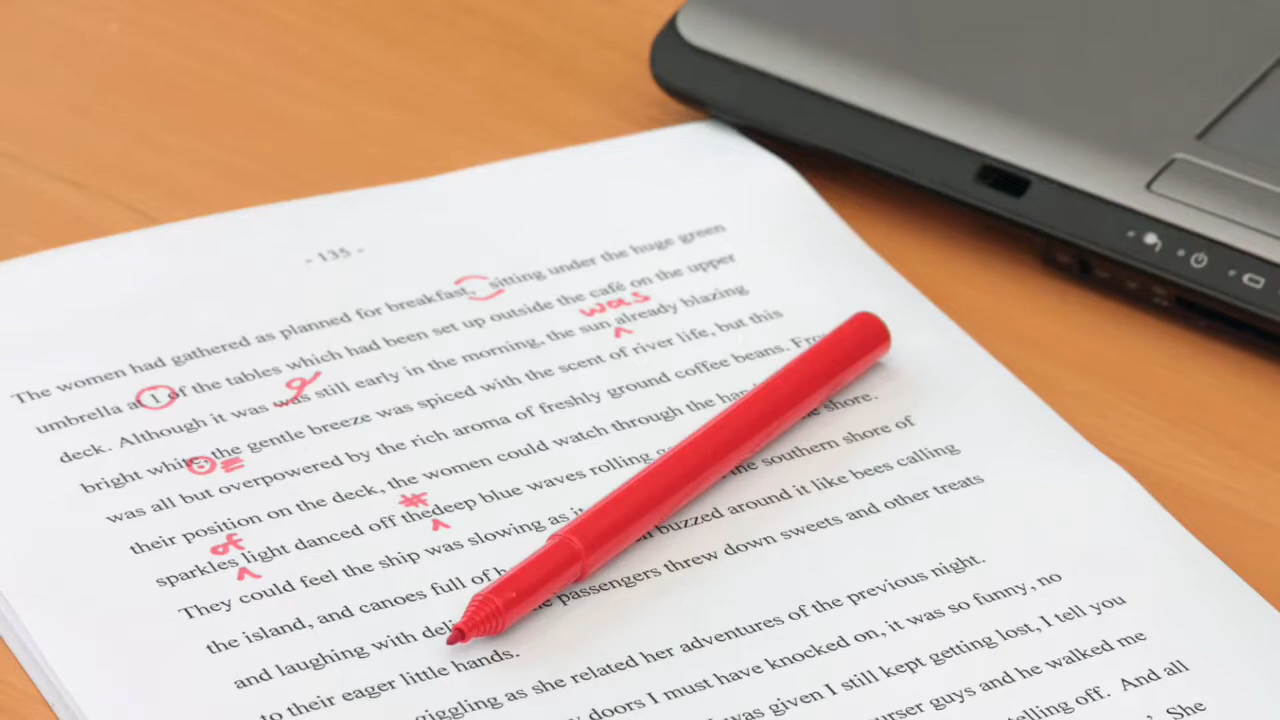 - 135 -
The women had gathered as planned for breakfast, sitting under the huge green
umbrella a 1 of the tables which had been set up outside the café on the upper
was
deck. Although it was was still early in the morning, the sun already blazing
bright white the gentle breeze was spiced with the scent of river life, but this
was all but overpowered by the rich aroma of freshly ground coffee beans.
their position on the deck, the women could watch through the
#
of
sparkles light danced off thedeep blue waves rolling the shore.
They could feel the ship was slowing as it the southern shore of
the island, and canoes full of buzzed around it like bees calling
and laughing with passengers threw down sweets and other treats
to their eager little hands.
giggling as she related her adventures of the previous night.
doors I must have knocked on, it was so funny, no
was given I still kept getting lost, I tell you
guys and he walked me
telling off. And all
She